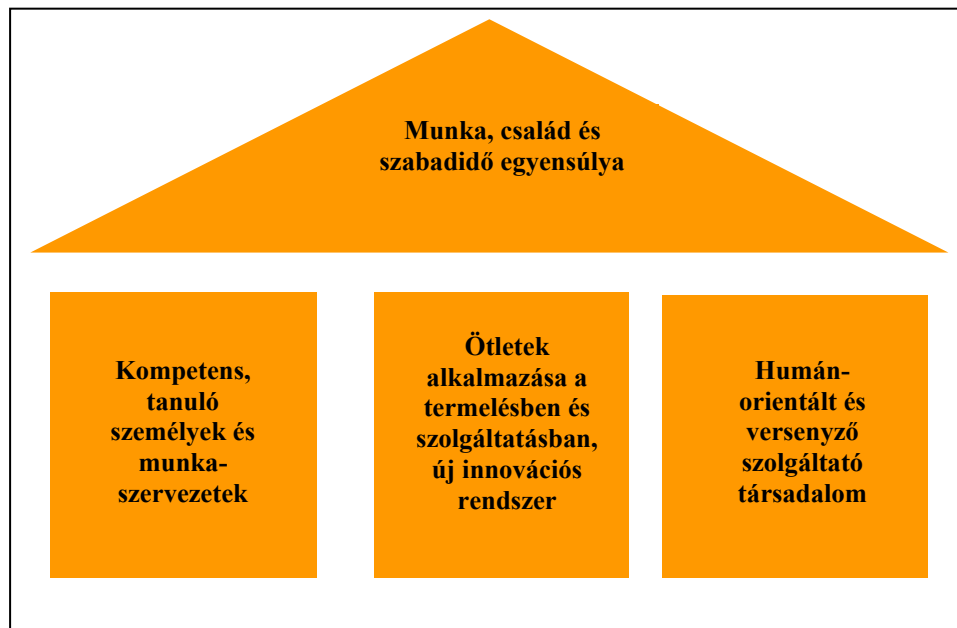 Munka, család és
szabadidő egyensúlya
Kompetens,
tanuló
személyek és
munka-
szervezetek
Ötletek
alkalmazása a
termelésben és
szolgáltatásban,
új innovációs
rendszer
Humán-
orientált és
versenyző
szolgáltató
társadalom